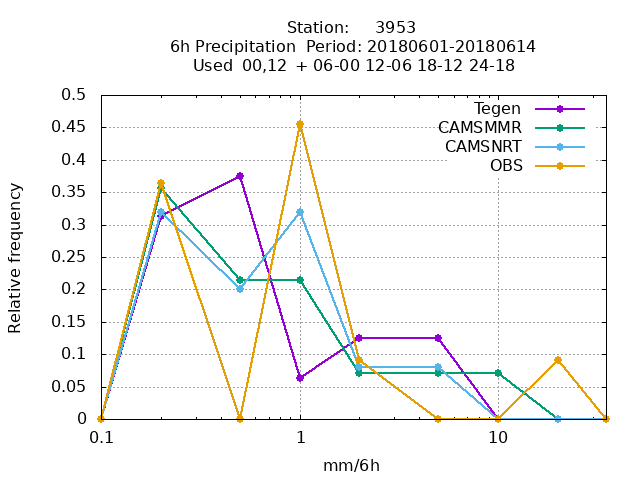 Station:     3953
6h Precipitation  Period: 20180601-20180614
Used  00,12  + 06-00 12-06 18-12 24-18
Tegen
CAMSMMR
CAMSNRT
OBS
0.5
0.45
0.4
0.35
0.3
0.25
0.2
0.15
0.1
0.05
0
Relative frequency
0.1 1 10
mm/6h